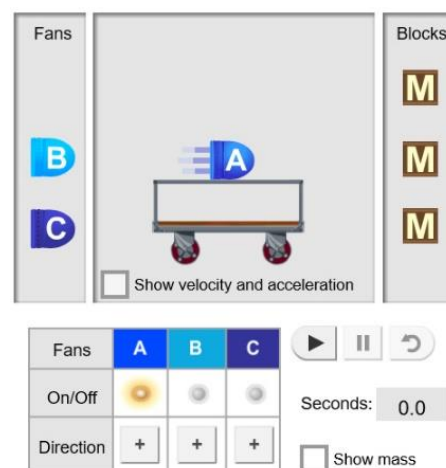 Fans
Blocks
M
B
A
M
C
M
Show velocity and acceleration
Fans A B C
On/Off
Seconds: 0.0
Direction + + +
Show mass